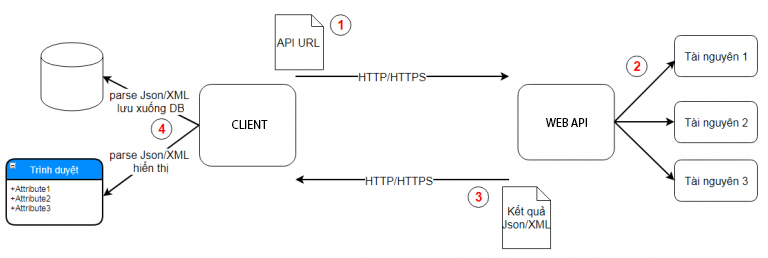 1
API URL
HTTP/HTTPS
2
Tài nguyên 1
Tài nguyên 2
Tài nguyên 3
CLIENT
WEB API
parse Json/XML
lưu xuống DB
4
parse Json/XML
hiển thị
Trình duyệt
+Attribute1
+Attribute2
+Attribute3
HTTP/HTTPS
3
Kết quả
Json/XML